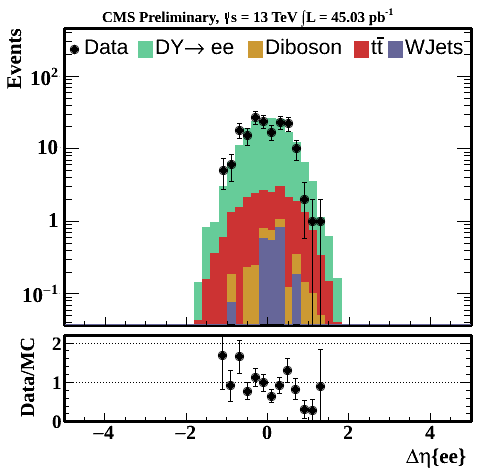 CMS Preliminary, √s = 13 TeV ∫L = 45.03 pb⁻¹
Events
Data DY→ ee Diboson tt̄ WJets
10²
10
1
10⁻¹
Data/MC
2
1
0
−4 −2 0 2 4
Δη{ee}